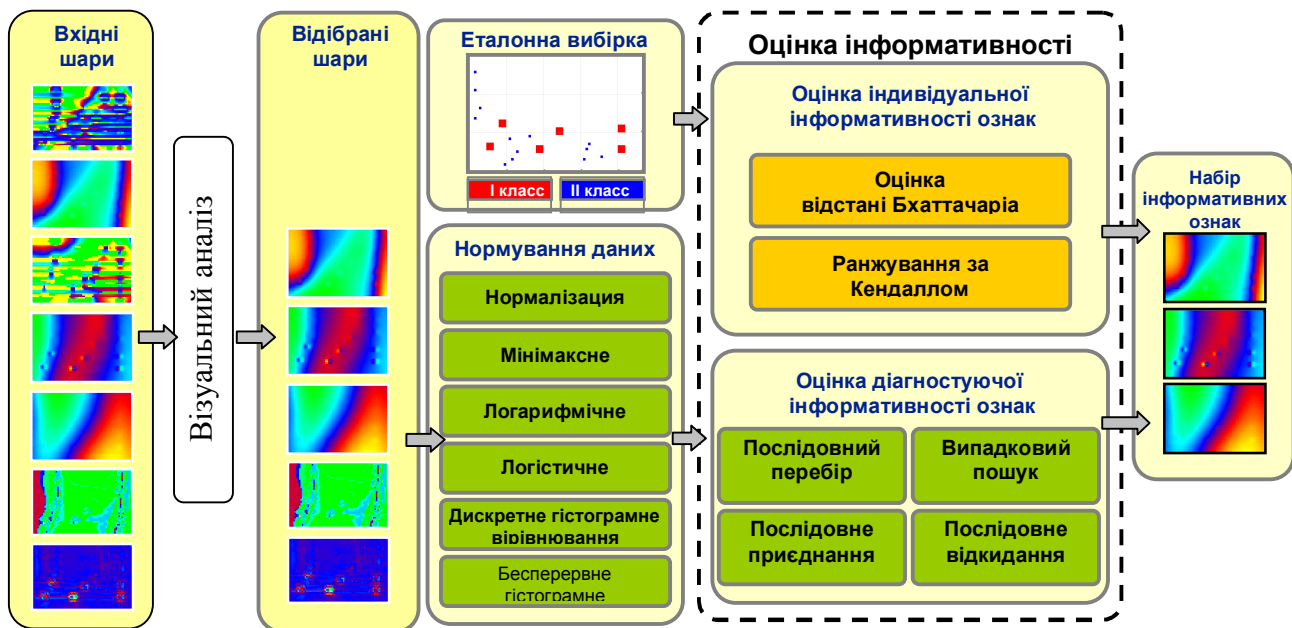 Вхідні
шари
Візуальний аналіз
Відібрані
шари
Еталонна вибірка
I класс
II класс
Нормування даних
Нормалізация
Мінімаксне
Логарифмічне
Логістичне
Дискретне гістограмне
вірівнювання
Бесперервне
гістограмне
Оцінка інформативності
Оцінка індивідуальної
інформативності ознак
Оцінка
відстані Бхаттачаріа
Ранжування за
Кендаллом
Оцінка діагностуючої
інформативності ознак
Послідовний
перебір
Випадковий
пошук
Послідовне
приєднання
Послідовне
відкидання
Набір
інформативних
ознак